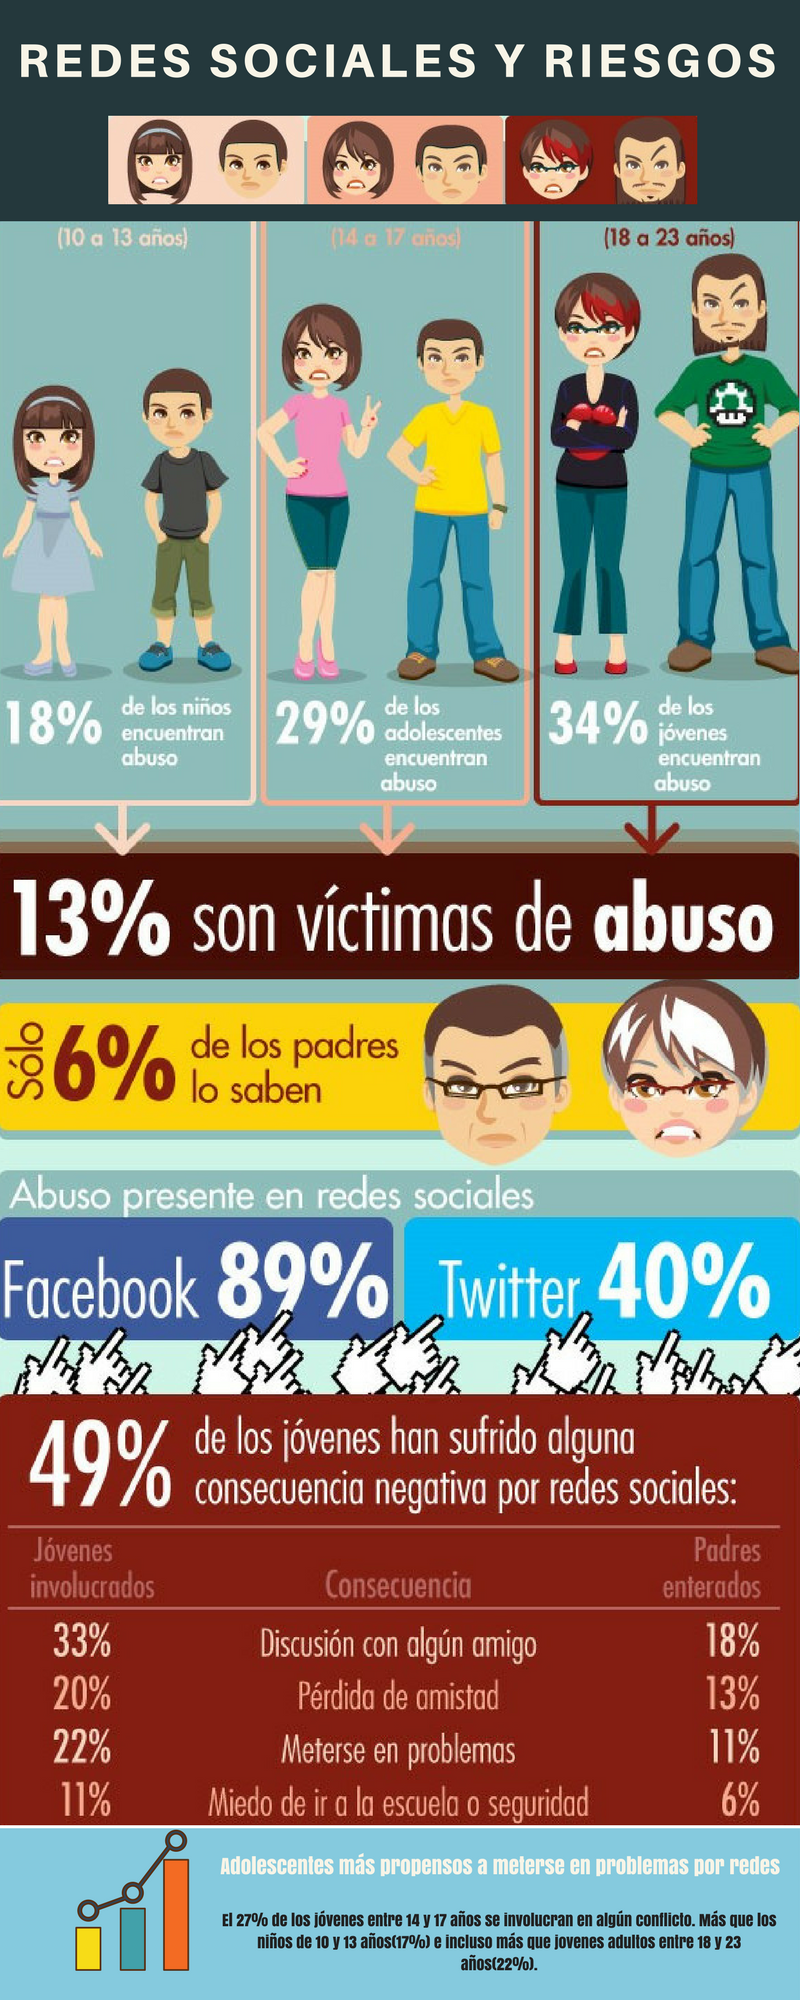 REDES SOCIALES Y RIESGOS
(10 a 13 años)
(14 a 17 años)
(18 a 23 años)
18% de los niños
encuentran
abuso
29% de los
adolescentes
encuentran
abuso
34% de los
jóvenes
encuentran
abuso
13% son víctimas de abuso
Sólo 6% de los padres
lo saben
Abuso presente en redes sociales
Facebook 89%
Twitter 40%
49% de los jóvenes han sufrido alguna
consecuencia negativa por redes sociales:
Jóvenes
involucrados
Consecuencia
Padres
enterados
33% Discusión con algún amigo 18%
20% Pérdida de amistad 13%
22% Meterse en problemas 11%
11% Miedo de ir a la escuela o seguridad 6%
Adolescentes más propensos a meterse en problemas por redes
El 27% de los jóvenes entre 14 y 17 años se involucran en algún conflicto. Más que los
niños de 10 y 13 años(17%) e incluso más que jovenes adultos entre 18 y 23
años(22%).